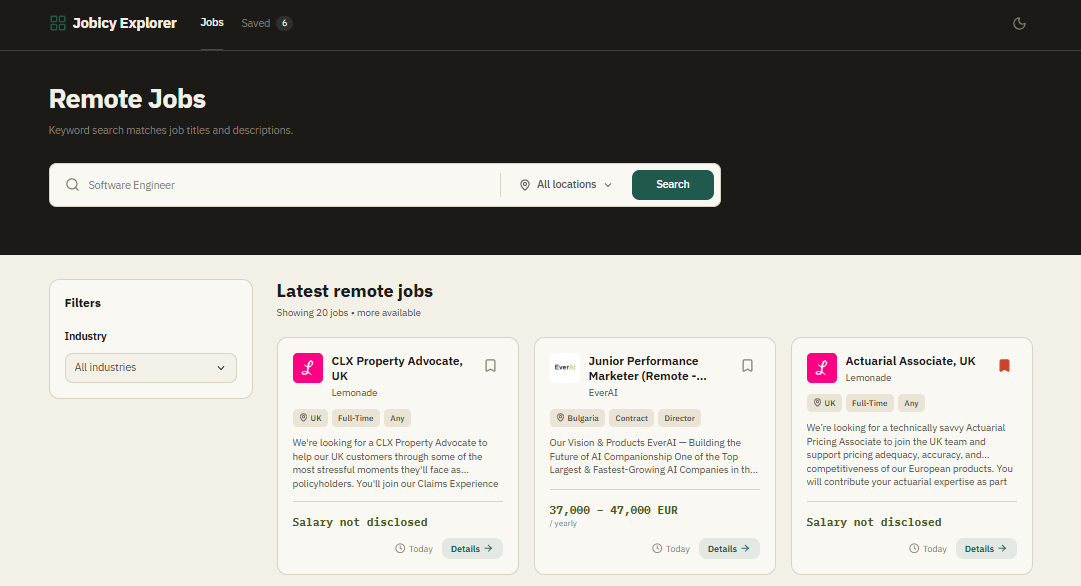 Jobicy Explorer
Jobs
Saved 6
Remote Jobs
Keyword search matches job titles and descriptions.
Software Engineer
All locations
Search
Filters
Industry
All industries
Latest remote jobs
Showing 20 jobs • more available
CLX Property Advocate,
UK
Lemonade
UK
Full-Time
Any
We're looking for a CLX Property Advocate to
help our UK customers through some of the
most stressful moments they'll face as...
policyholders. You'll join our Claims Experience
Salary not disclosed
Today
Details →
EverAI
Junior Performance
Marketer (Remote -...
EverAI
Bulgaria
Contract
Director
Our Vision & Products EverAI — Building the
Future of AI Companionship One of the Top
Largest & Fastest-Growing AI Companies in th...
37,000 – 47,000 EUR
/ yearly
Today
Details →
Actuarial Associate, UK
Lemonade
UK
Full-Time
Any
We're looking for a technically savvy Actuarial
Pricing Associate to join the UK team and
support pricing adequacy, accuracy, and...
competitiveness of our European products. You
will contribute your actuarial expertise as part
Salary not disclosed
Today
Details →